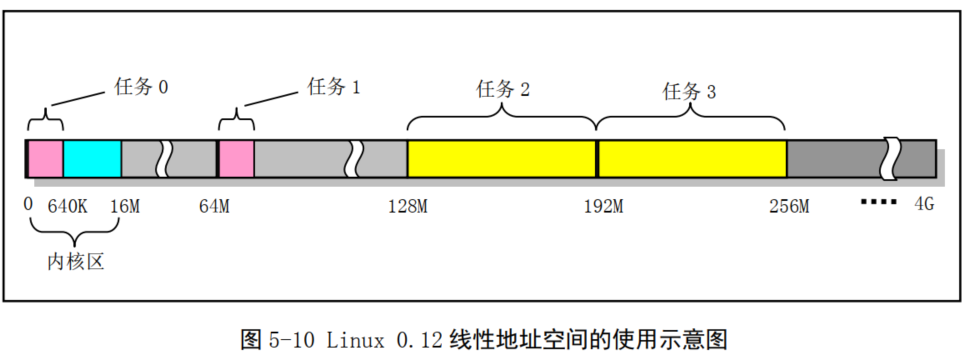 任务 0
任务 1
任务 2
任务 3
0 640K 16M 64M 128M 192M 256M ···· 4G
内核区
图 5-10 Linux 0.12 线性地址空间的使用示意图